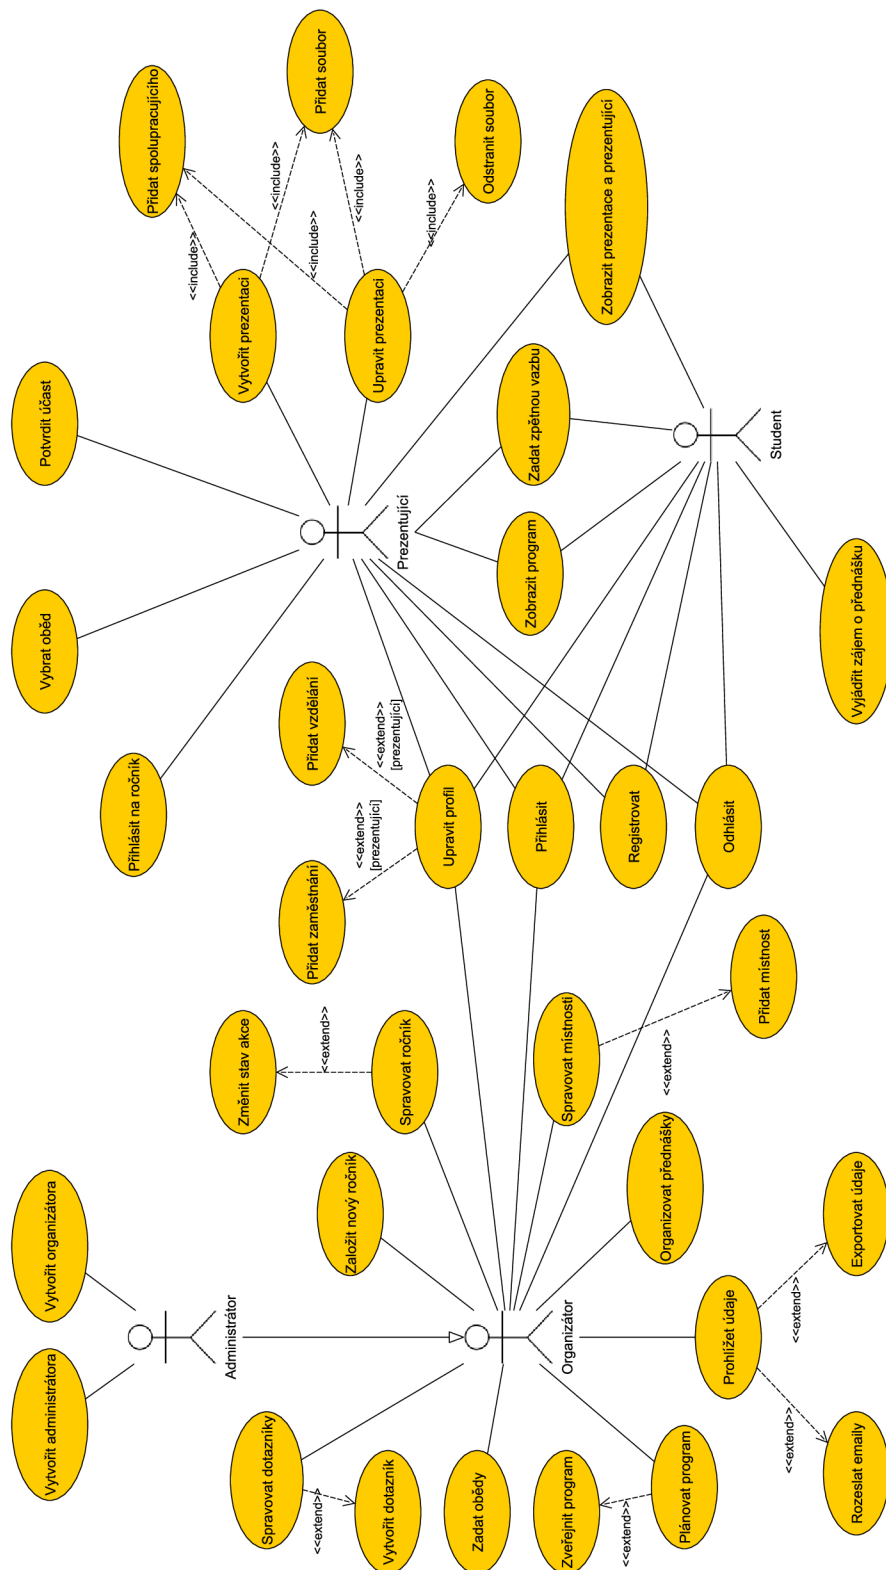 Vytvořit administrátora
Vytvořit organizátora
Vybrat oběd
Potvrdit účast
Přihlásit na ročník
Přidat spolupracujícího
<<include>>
Administrátor
Změnit stav akce
Vytvořit prezentaci
Spravovat dotazníky
<<include>>
<<extend>>
<<extend>>
Přidat zaměstnání
Přidat vzdělání
<<include>>
Přidat soubor
Založit nový ročník
<<extend>>
[prezentující]
<<extend>>
[prezentující]
<<include>>
Upravit prezentaci
Vytvořit dotazník
Spravovat ročník
Prezentující
<<include>>
Upravit profil
Zadat obědy
Odstranit soubor
Přihlásit
Zobrazit program
Zadat zpětnou vazbu
Zveřejnit program
Organizátor
Spravovat místnosti
Zobrazit prezentace a prezentující
<<extend>>
Registrovat
Organizovat přednášky
<<extend>>
Plánovat program
Prohlížet údaje
Odhlásit
Přidat místnost
Student
<<extend>>
<<extend>>
Rozeslat emaily
Exportovat údaje
Vyjádřit zájem o přednášku